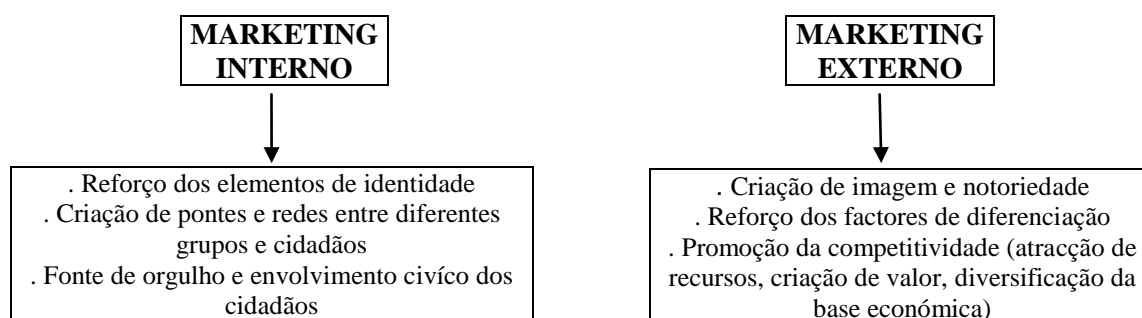 MARKETING
INTERNO
MARKETING
EXTERNO
. Reforço dos elementos de identidade
. Criação de pontes e redes entre diferentes
grupos e cidadãos
. Fonte de orgulho e envolvimento civíco dos
cidadãos
. Criação de imagem e notoriedade
. Reforço dos factores de diferenciação
. Promoção da competitividade (atracção de
recursos, criação de valor, diversificação da
base económica)